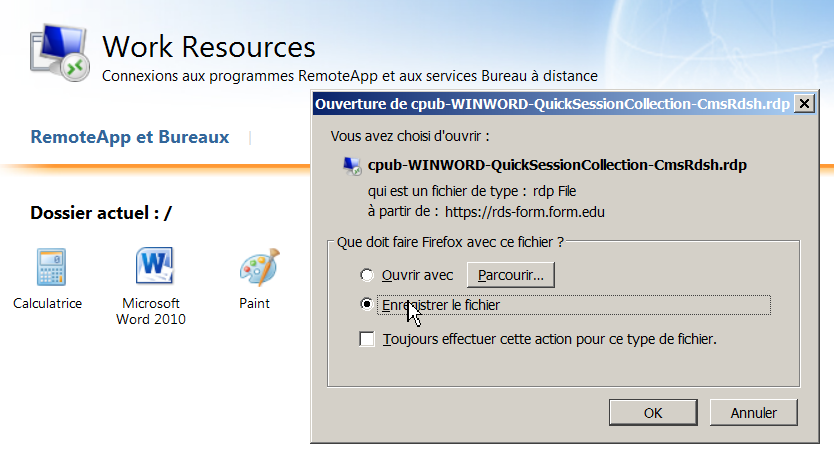 Work Resources
Connexions aux programmes RemoteApp et aux services Bureau à distance
RemoteApp et Bureaux
Dossier actuel : /
Calculatrice
Microsoft
Word 2010
Paint
Ouverture de cpub-WINWORD-QuickSessionCollection-CmsRdsh.rdp
Vous avez choisi d'ouvrir :
cpub-WINWORD-QuickSessionCollection-CmsRdsh.rdp
qui est un fichier de type : rdp File
à partir de : https://rds-form.form.edu
Que doit faire Firefox avec ce fichier ?
Ouvrir avec
Parcourir...
Enregistrer le fichier
Toujours effectuer cette action pour ce type de fichier.
OK
Annuler